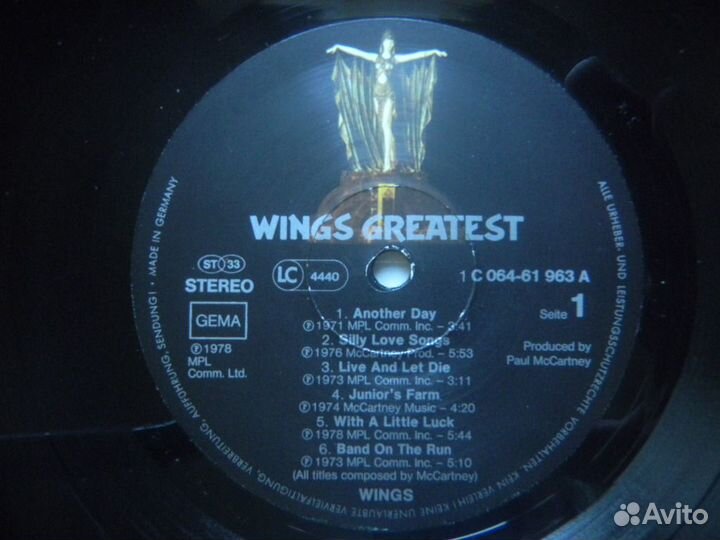 WINGS GREATEST
ST 33
STEREO
LC 4440
GEMA
℗ 1978
MPL
Comm. Ltd.
1 C 064-61 963 A
Seite 1
Produced by
Paul McCartney
1. Another Day
℗ 1971 MPL Comm. Inc. – 3:41
2. Silly Love Songs
℗ 1976 McCartney Prod. – 5:53
3. Live And Let Die
℗ 1973 MPL Comm. Inc. – 3:11
4. Junior's Farm
℗ 1974 McCartney Music – 4:20
5. With A Little Luck
℗ 1978 MPL Comm. Inc. – 5:44
6. Band On The Run
℗ 1973 MPL Comm. Inc. – 5:10
(All titles composed by McCartney)
WINGS
ALLE URHEBER- UND LEISTUNGSSCHUTZRECHTE VORBEHALTEN. KEIN VERLEIH! KEINE UNERLAUBTE VERVIELFÄLTIGUNG, VERBREITUNG, AUFFÜHRUNG, SENDUNG! · MADE IN GERMANY
Avito